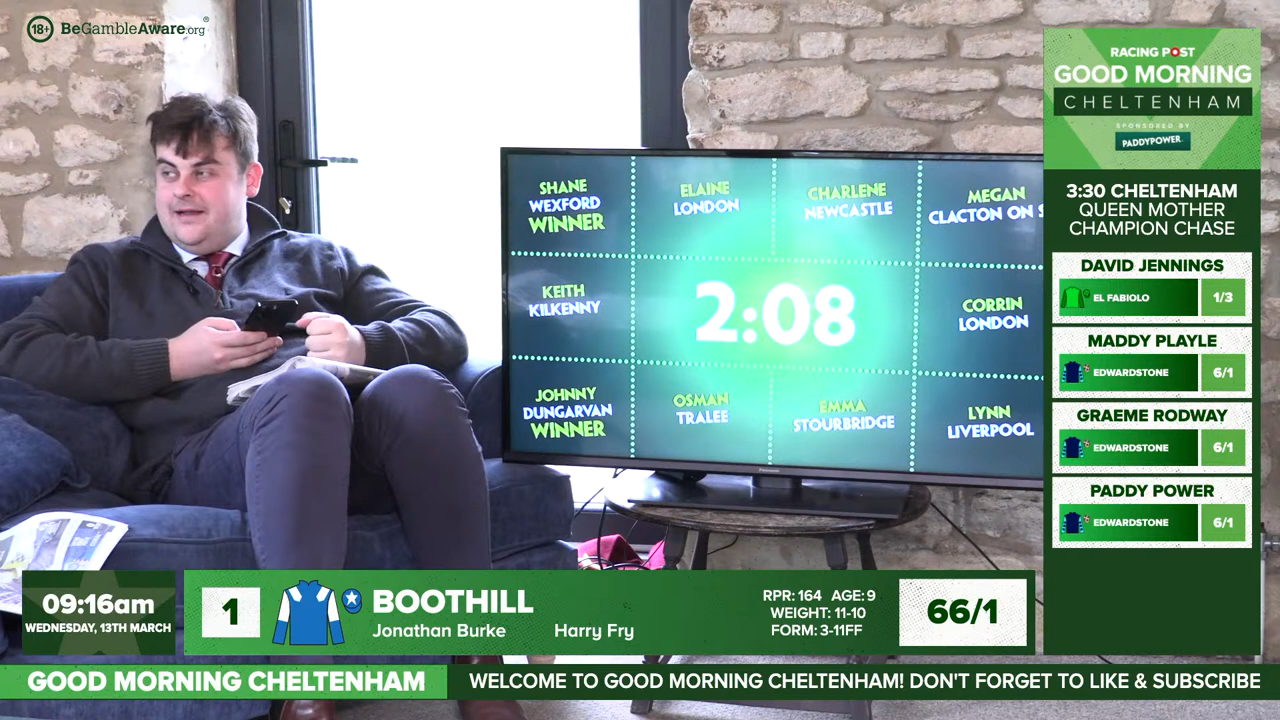 18+ BeGambleAware.org®
RACING POST
GOOD MORNING
CHELTENHAM
SPONSORED BY
PADDYPOWER.
3:30 CHELTENHAM
QUEEN MOTHER
CHAMPION CHASE
DAVID JENNINGS
EL FABIOLO 1/3
MADDY PLAYLE
EDWARDSTONE 6/1
GRAEME RODWAY
EDWARDSTONE 6/1
PADDY POWER
EDWARDSTONE 6/1
SHANE
WEXFORD
WINNER
ELAINE
LONDON
CHARLENE
NEWCASTLE
MEGAN
CLACTON ON S
KEITH
KILKENNY
2:08
CORRIN
LONDON
JOHNNY
DUNGARVAN
WINNER
OSMAN
TRALEE
EMMA
STOURBRIDGE
LYNN
LIVERPOOL
Panasonic
09:16am
WEDNESDAY, 13TH MARCH
1
BOOTHILL
Jonathan Burke Harry Fry
RPR: 164 AGE: 9
WEIGHT: 11-10
FORM: 3-11FF
66/1
GOOD MORNING CHELTENHAM
WELCOME TO GOOD MORNING CHELTENHAM! DON'T FORGET TO LIKE & SUBSCRIBE